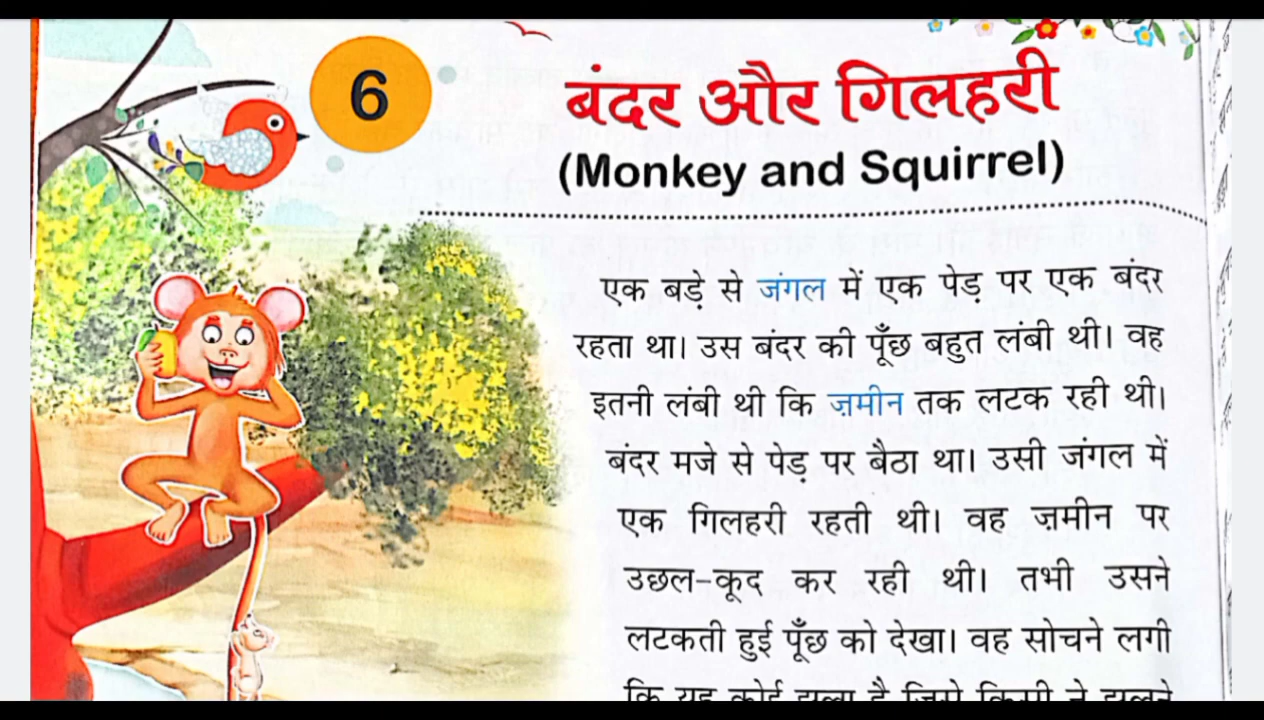 6
बंदर और गिलहरी
(Monkey and Squirrel)
एक बड़े से जंगल में एक पेड़ पर एक बंदर
रहता था। उस बंदर की पूँछ बहुत लंबी थी। वह
इतनी लंबी थी कि ज़मीन तक लटक रही थी।
बंदर मजे से पेड़ पर बैठा था। उसी जंगल में
एक गिलहरी रहती थी। वह ज़मीन पर
उछल-कूद कर रही थी। तभी उसने
लटकती हुई पूँछ को देखा। वह सोचने लगी
कि यह कोई झूला है जिसे किसी ने झूलने